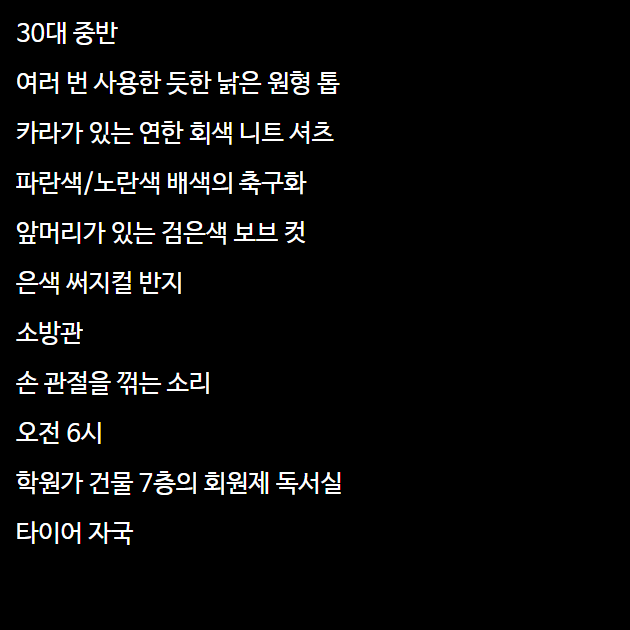 30대 중반
여러 번 사용한 듯한 낡은 원형 톱
카라가 있는 연한 회색 니트 셔츠
파란색/노란색 배색의 축구화
앞머리가 있는 검은색 보브 컷
은색 써지컬 반지
소방관
손 관절을 꺾는 소리
오전 6시
학원가 건물 7층의 회원제 독서실
타이어 자국